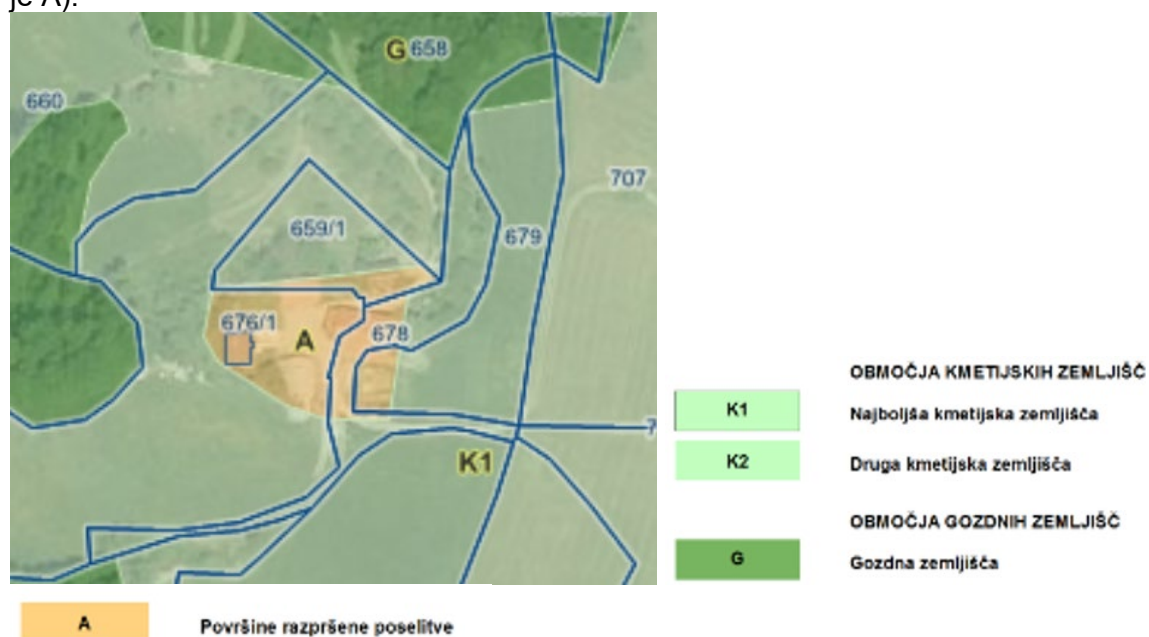 je A).
G 658
660
707
659/1
679
676/1
A
678
K1
OBMOČJA KMETIJSKIH ZEMLJIŠČ
K1 Najboljša kmetijska zemljišča
K2 Druga kmetijska zemljišča
OBMOČJA GOZDNIH ZEMLJIŠČ
G Gozdna zemljišča
A Površine razpršene poselitve